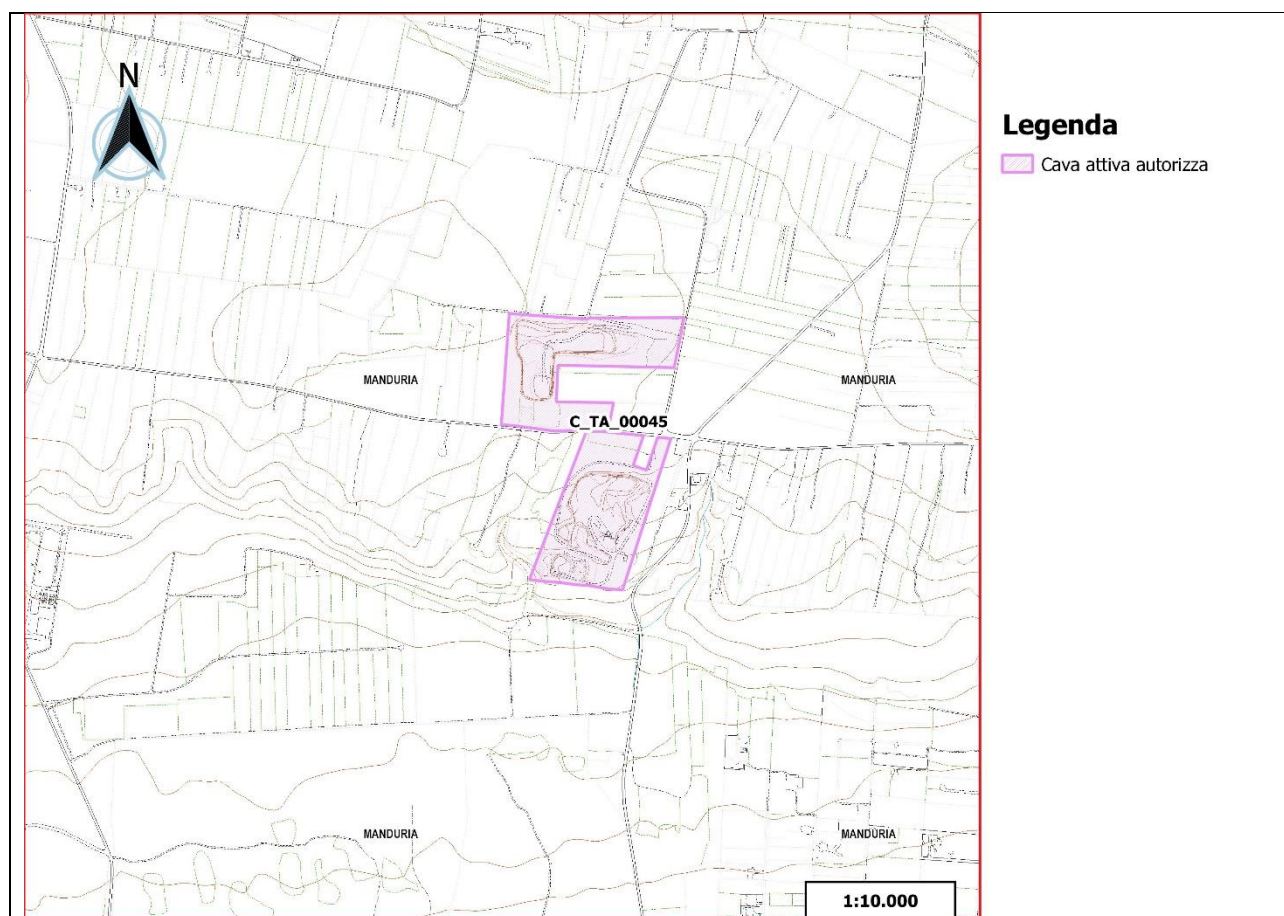 N
Legenda
Cava attiva autorizza
MANDURIA
MANDURIA
C_TA_00045
MANDURIA
MANDURIA
1:10.000